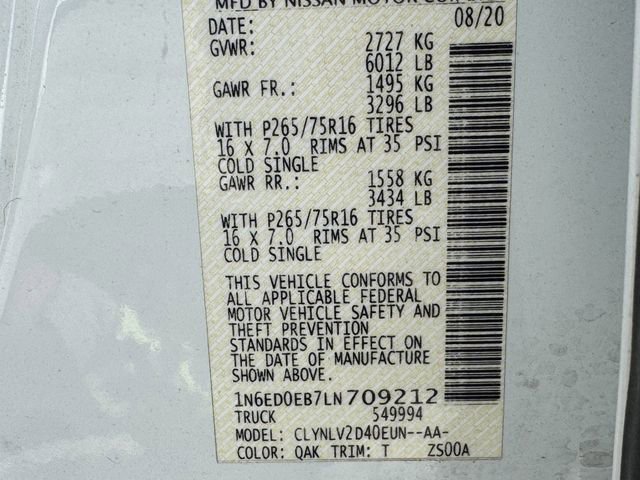 MFD BY NISSAN MOTOR
DATE: 08/20
GVWR: 2727 KG
6012 LB
GAWR FR.: 1495 KG
3296 LB
WITH P265/75R16 TIRES
16 X 7.0 RIMS AT 35 PSI
COLD SINGLE
GAWR RR.: 1558 KG
3434 LB
WITH P265/75R16 TIRES
16 X 7.0 RIMS AT 35 PSI
COLD SINGLE
THIS VEHICLE CONFORMS TO
ALL APPLICABLE FEDERAL
MOTOR VEHICLE SAFETY AND
THEFT PREVENTION
STANDARDS IN EFFECT ON
THE DATE OF MANUFACTURE
SHOWN ABOVE.
1N6ED0EB7LN709212
TRUCK 549994
MODEL: CLYNLV2D40EUN--AA-
COLOR: QAK TRIM: T ZS00A